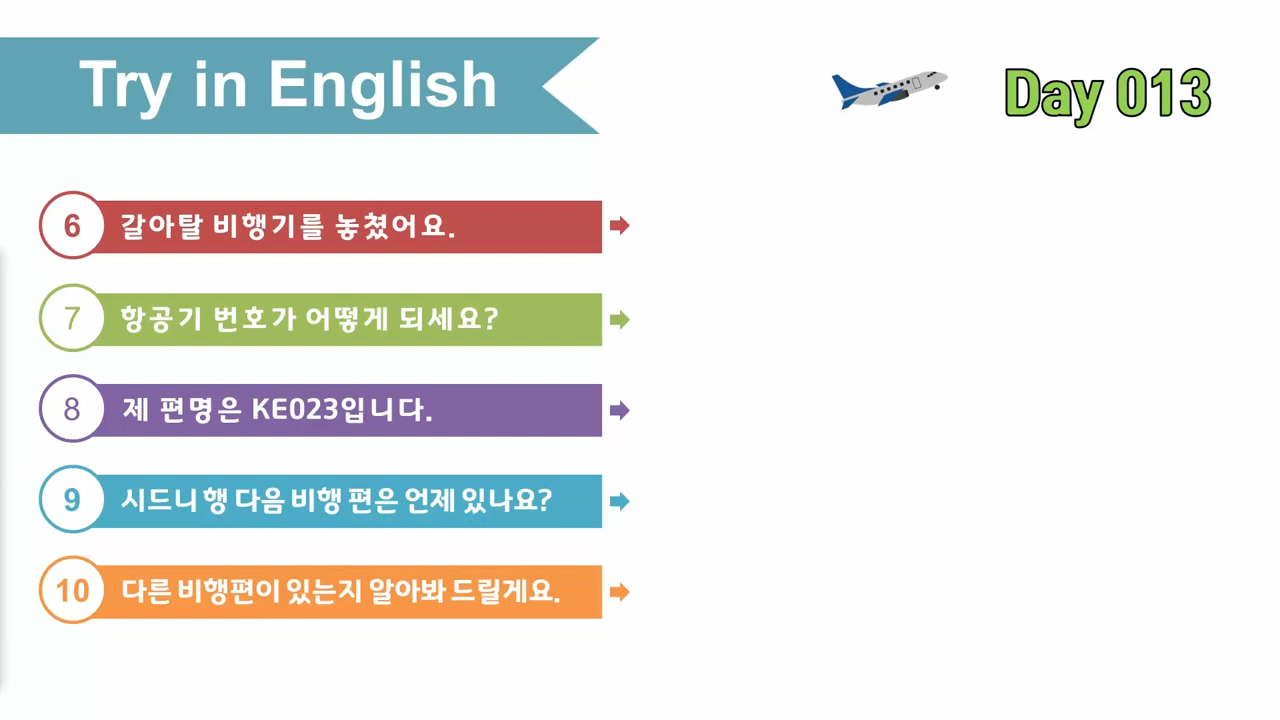 Try in English
Day 013
6 갈아탈 비행기를 놓쳤어요.
7 항공기 번호가 어떻게 되세요?
8 제 편명은 KE023입니다.
9 시드니 행 다음 비행 편은 언제 있나요?
10 다른 비행편이 있는지 알아봐 드릴게요.